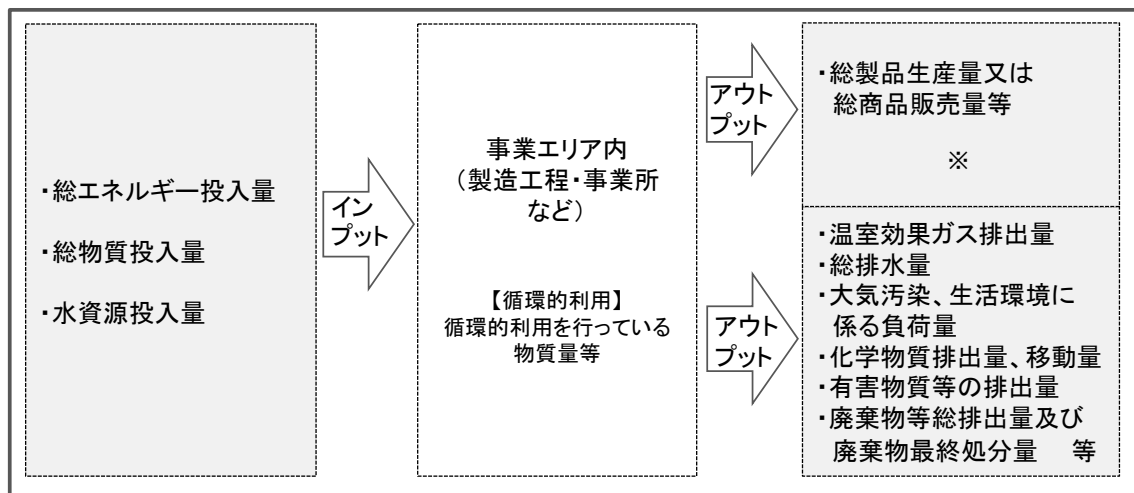 ・総エネルギー投入量
・総物質投入量
・水資源投入量
イン
プット
事業エリア内
（製造工程・事業所
など）
【循環的利用】
循環的利用を行っている
物質量等
アウト
プット
・総製品生産量又は
総商品販売量等
※
アウト
プット
・温室効果ガス排出量
・総排水量
・大気汚染、生活環境に
係る負荷量
・化学物質排出量、移動量
・有害物質等の排出量
・廃棄物等総排出量及び
廃棄物最終処分量　等